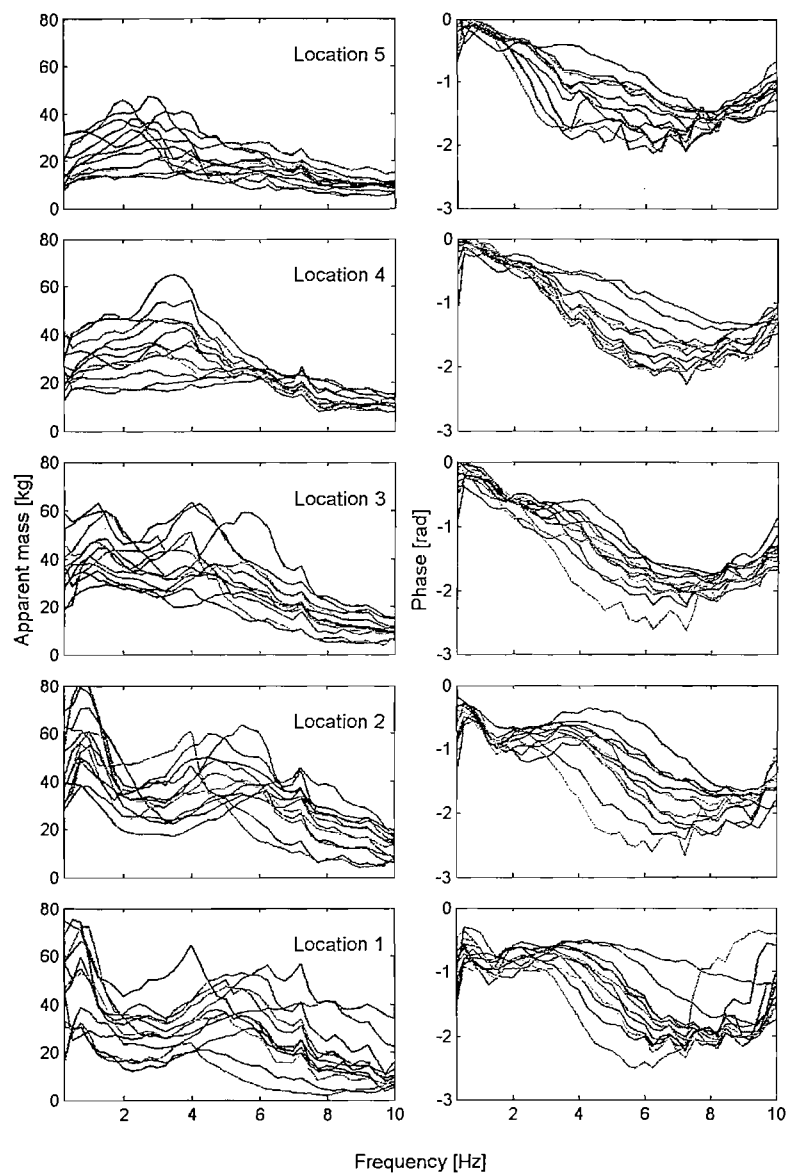 80 Location 5 0
60 -1
40
20 -2
0 -3
80 Location 4 0
60 -1
40
20 -2
0 -3
80 Location 3 0
60 -1
40
20 -2
0 -3
Apparent mass [kg]
Phase [rad]
80 Location 2 0
60 -1
40
20 -2
0 -3
80 Location 1 0
60 -1
40
20 -2
0 -3
2 4 6 8 10 2 4 6 8 10
Frequency [Hz]